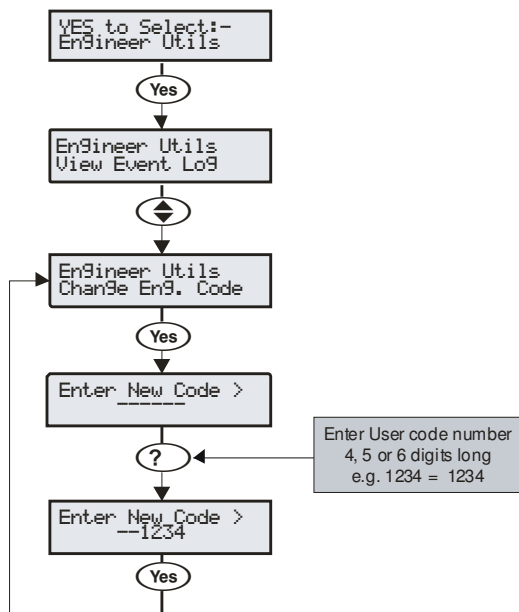 YES to Select:-
Engineer Utils
Yes
Engineer Utils
View Event Log
Engineer Utils
Change Eng. Code
Yes
Enter New Code >
------
?
Enter User code number
4, 5 or 6 digits long
e.g. 1234 = 1234
Enter New Code >
--1234
Yes